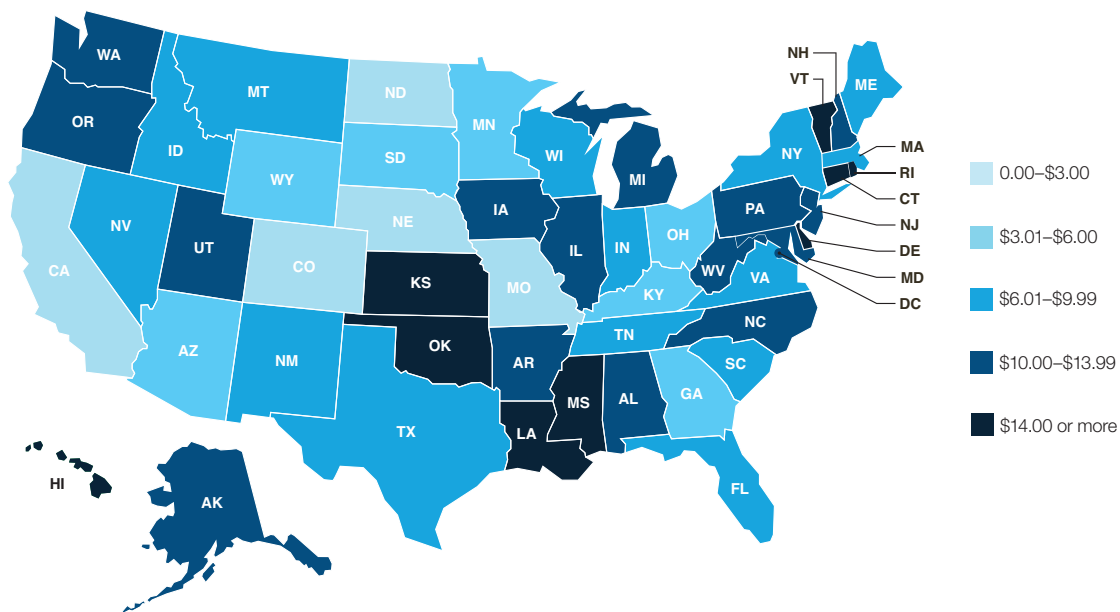 WA
OR
CA
NV
ID
MT
WY
UT
AZ
CO
NM
ND
SD
NE
KS
OK
TX
MN
IA
MO
AR
LA
WI
IL
MS
MI
IN
KY
TN
AL
OH
WV
VA
NC
SC
GA
FL
PA
NY
ME
NH
VT
MA
RI
CT
NJ
DE
MD
DC
HI
AK
0.00–$3.00
$3.01–$6.00
$6.01–$9.99
$10.00–$13.99
$14.00 or more